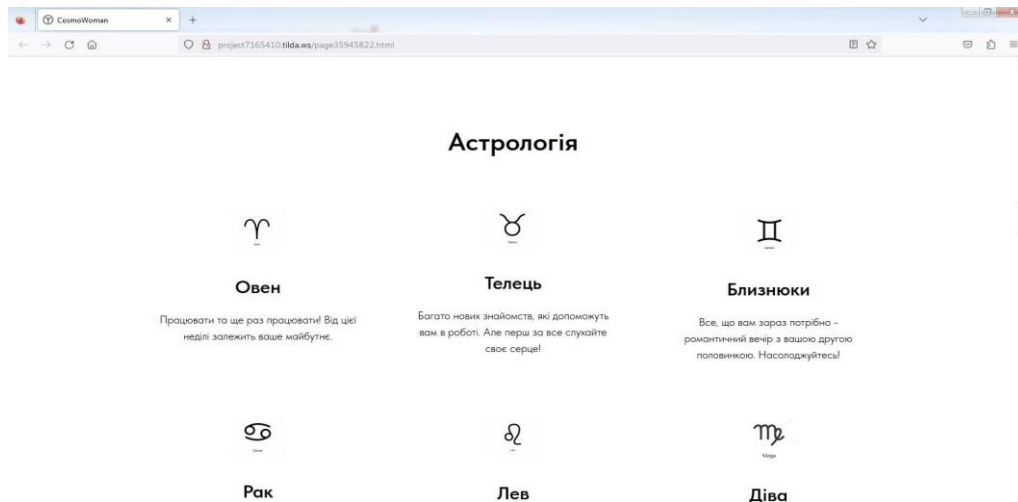 CosmoWoman
project7165410.tilda.ws/page35945822.html
Астрологія
Овен
Працювати та ще раз працювати! Від цієї
неділі залежить ваше майбутнє.
Телець
Багато нових знайомств, які допоможуть
вам в роботі. Але перш за все слухайте
своє серце!
Близнюки
Все, що вам зараз потрібно -
романтичний вечір з вашою другою
половинкою. Насолоджуйтесь!
Virgo
Рак
Лев
Діва